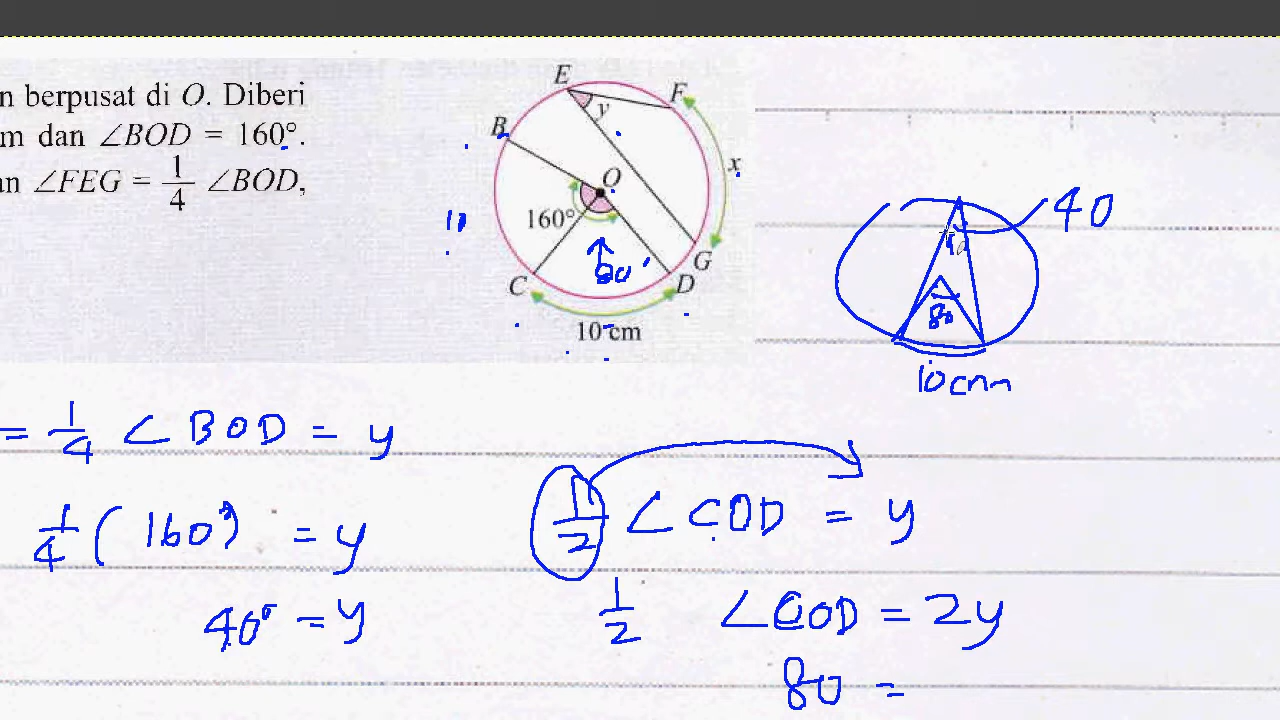 n berpusat di O. Diberi
m dan ∠BOD = 160°.
an ∠FEG = 1/4 ∠BOD,
E
F
y
B
x
O
160°
80
G
C
D
10 cm
40
80
10cm
= 1/4 ∠BOD = y
1/4 (160°) = y
40° = y
1/2 ∠COD = y
1/2 ∠COD = 2y
80 =